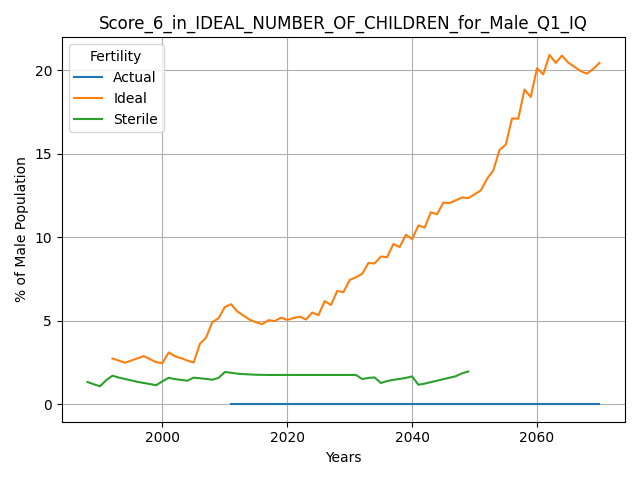 Score_6_in_IDEAL_NUMBER_OF_CHILDREN_for_Male_Q1_IQ
Fertility
Actual
Ideal
Sterile
% of Male Population
20
15
10
5
0
2000 2020 2040 2060
Years